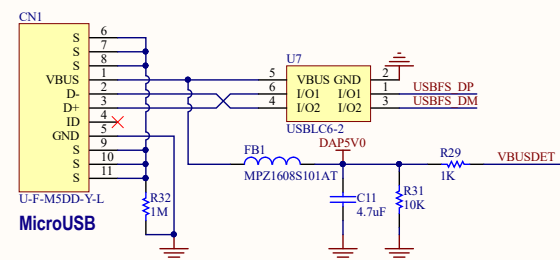 CN1
S 6
S 7
S 8
VBUS 1
D- 2
D+ 3
ID 4
GND 5
S 9
S 10
S 11
U-F-M5DD-Y-L
MicroUSB
R32
1M
U7
5 VBUS GND 2
6 I/O1 I/O1 1 USBFS_DP
4 I/O2 I/O2 3 USBFS_DM
USBLC6-2
DAP5V0
FB1
MPZ1608S101AT
C11
4.7uF
R31
10K
R29
1K
VBUSDET